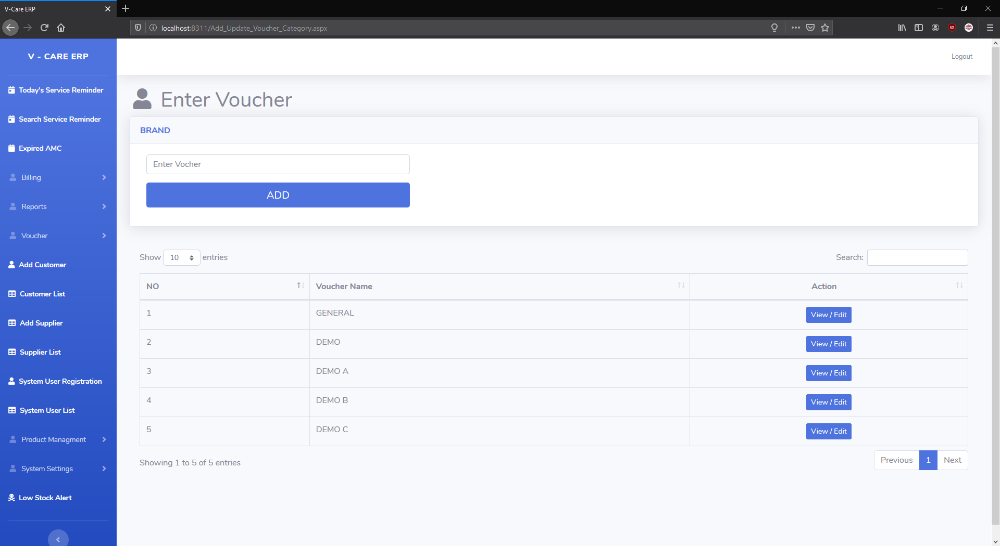 V-Care ERP
localhost:8311/Add_Update_Voucher_Category.aspx
V - CARE ERP
Logout
Today's Service Reminder
Search Service Reminder
Expired AMC
Billing
Reports
Voucher
Add Customer
Customer List
Add Supplier
Supplier List
System User Registration
System User List
Product Managment
System Settings
Low Stock Alert
Enter Voucher
BRAND
Enter Vocher
ADD
Show 10 entries
Search:
NO Voucher Name Action
1 GENERAL View / Edit
2 DEMO View / Edit
3 DEMO A View / Edit
4 DEMO B View / Edit
5 DEMO C View / Edit
Showing 1 to 5 of 5 entries
Previous 1 Next